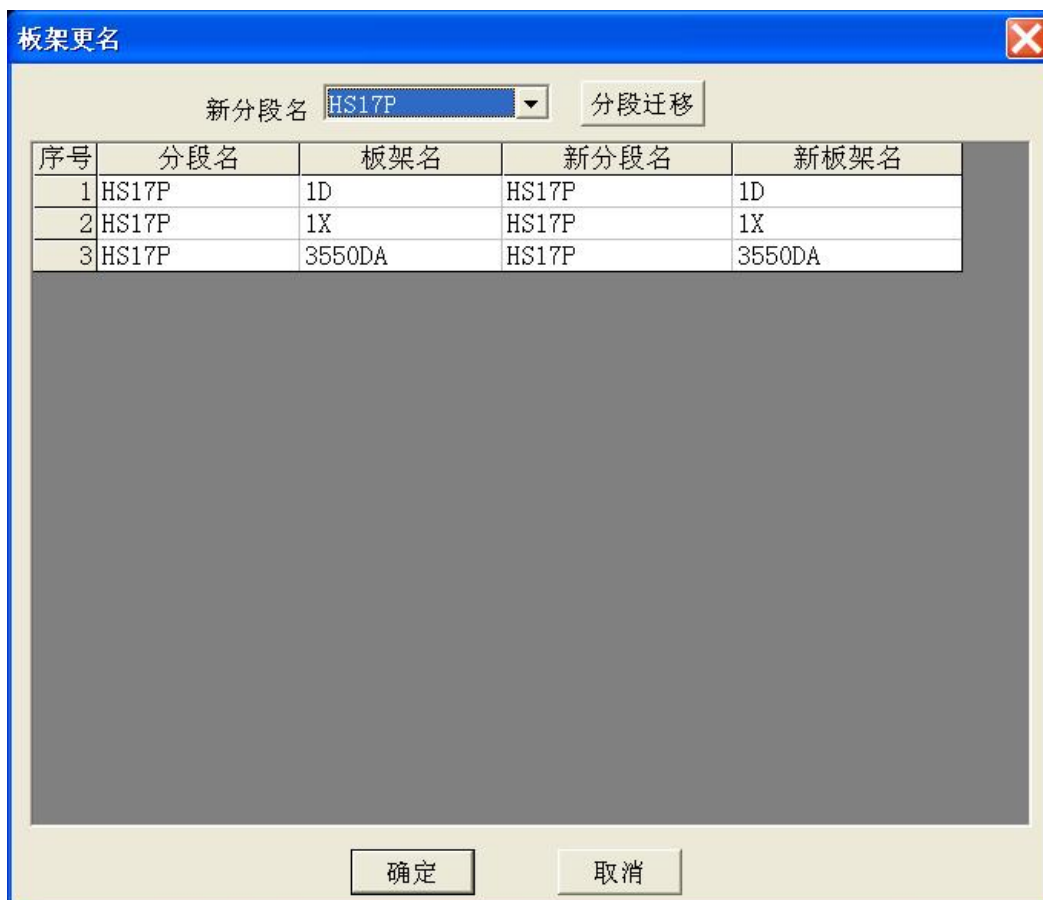 板架更名
新分段名 HS17P 分段迁移
序号 分段名 板架名 新分段名 新板架名
1 HS17P 1D HS17P 1D
2 HS17P 1X HS17P 1X
3 HS17P 3550DA HS17P 3550DA
确定 取消